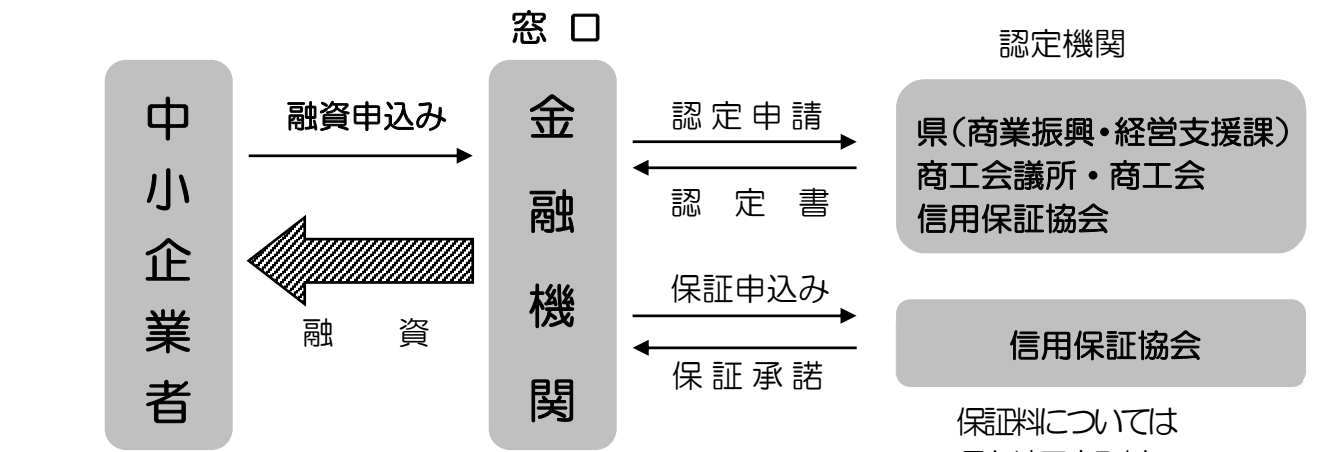 窓 口
認定機関
中小企業者
融資申込み
融 資
金融機関
認 定 申 請
認 定 書
県（商業振興・経営支援課）
商工会議所・商工会
信用保証協会
保証申込み
保 証 承 諾
信用保証協会
保証料については